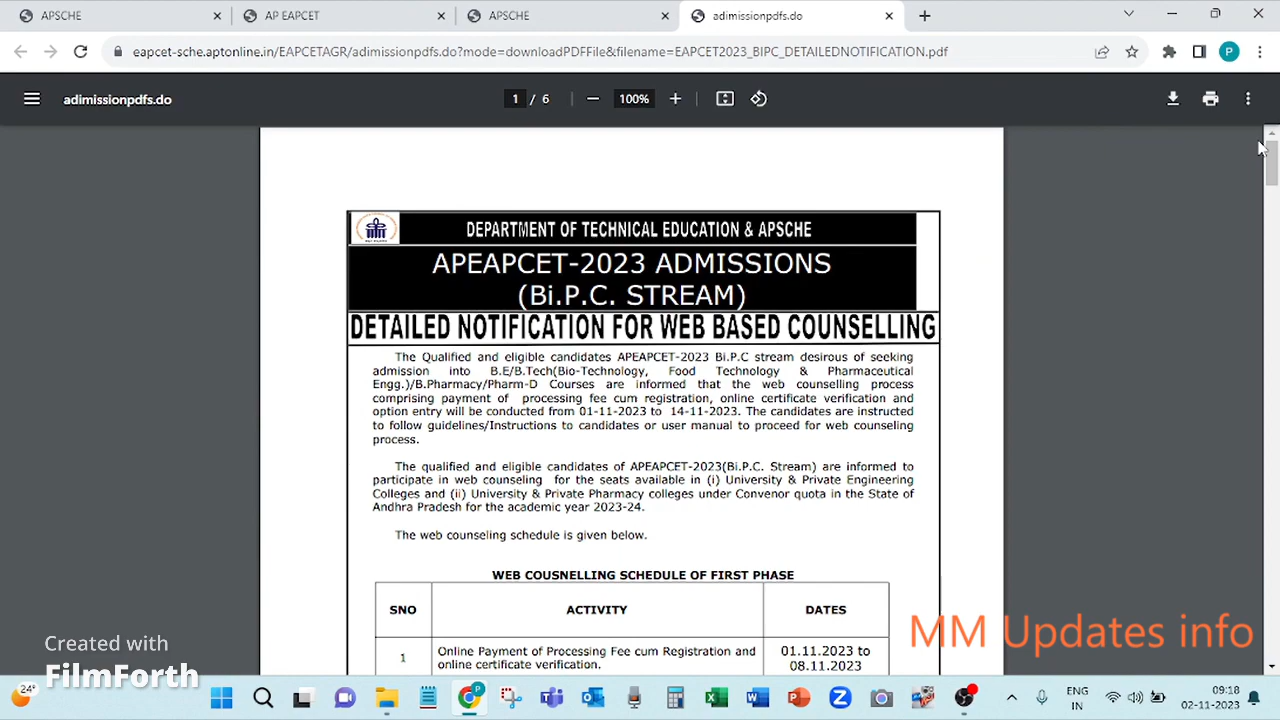 APSCHE
AP EAPCET
APSCHE
admissionpdfs.do
eapcet-sche.aptonline.in/EAPCETAGR/adimissionpdfs.do?mode=downloadPDFFile&filename=EAPCET2023_BIPC_DETAILEDNOTIFICATION.pdf
P
adimissionpdfs.do
1 / 6
100%
DEPARTMENT OF TECHNICAL EDUCATION & APSCHE
APEAPCET-2023 ADMISSIONS
(Bi.P.C. STREAM)
DETAILED NOTIFICATION FOR WEB BASED COUNSELLING
The Qualified and eligible candidates APEAPCET-2023 Bi.P.C stream desirous of seeking
admission into B.E/B.Tech(Bio-Technology, Food Technology & Pharmaceutical
Engg.)/B.Pharmacy/Pharm-D Courses are informed that the web counselling process
comprising payment of processing fee cum registration, online certificate verification and
option entry will be conducted from 01-11-2023 to 14-11-2023. The candidates are instructed
to follow guidelines/Instructions to candidates or user manual to proceed for web counseling
process.
The qualified and eligible candidates of APEAPCET-2023(Bi.P.C. Stream) are informed to
participate in web counseling for the seats available in (i) University & Private Engineering
Colleges and (ii) University & Private Pharmacy colleges under Convenor quota in the State of
Andhra Pradesh for the academic year 2023-24.
The web counseling schedule is given below.
WEB COUSNELLING SCHEDULE OF FIRST PHASE
SNO ACTIVITY DATES
1 Online Payment of Processing Fee cum Registration and online certificate verification. 01.11.2023 to 08.11.2023
MM Updates info
Created with
FilmForth
24°
P
ENG
IN
09:18
02-11-2023